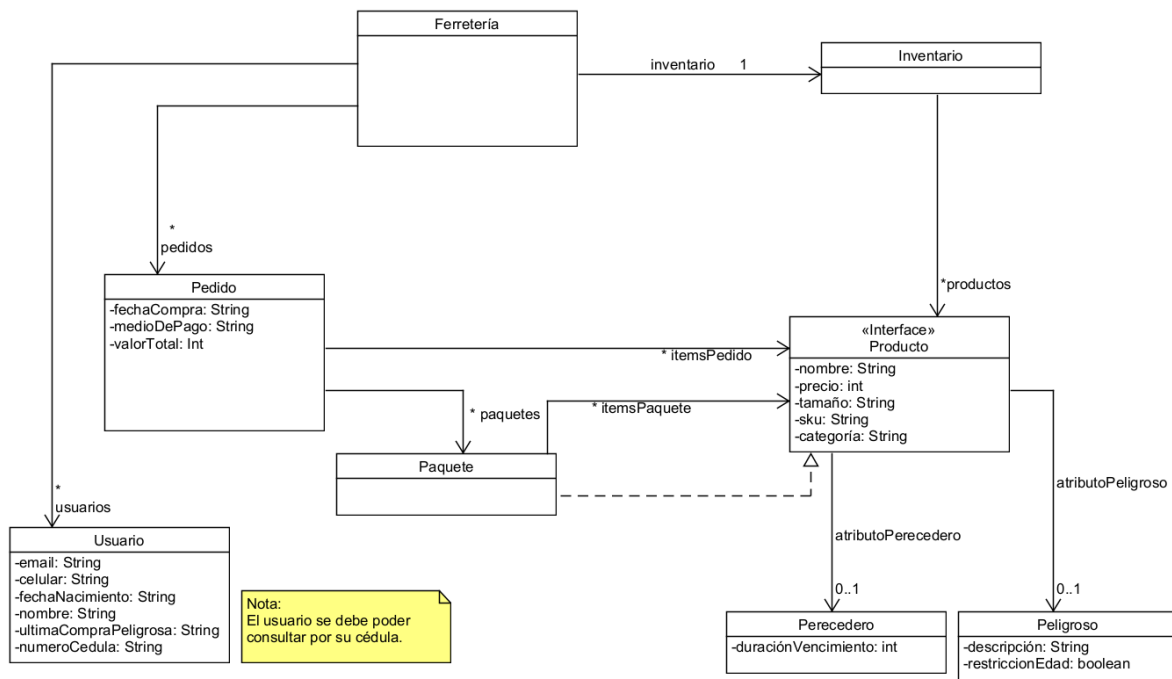 Ferretería
Inventario
inventario 1
*
pedidos
*productos
Pedido
-fechaCompra: String
-medioDePago: String
-valorTotal: Int
* itemsPedido
«Interface»
Producto
-nombre: String
-precio: int
-tamaño: String
-sku: String
-categoría: String
* paquetes
* itemsPaquete
Paquete
*
usuarios
Usuario
-email: String
-celular: String
-fechaNacimiento: String
-nombre: String
-ultimaCompraPeligrosa: String
-numeroCedula: String
Nota:
El usuario se debe poder
consultar por su cédula.
atributoPerecedero
0..1
atributoPeligroso
0..1
Perecedero
-duraciónVencimiento: int
Peligroso
-descripción: String
-restriccionEdad: boolean